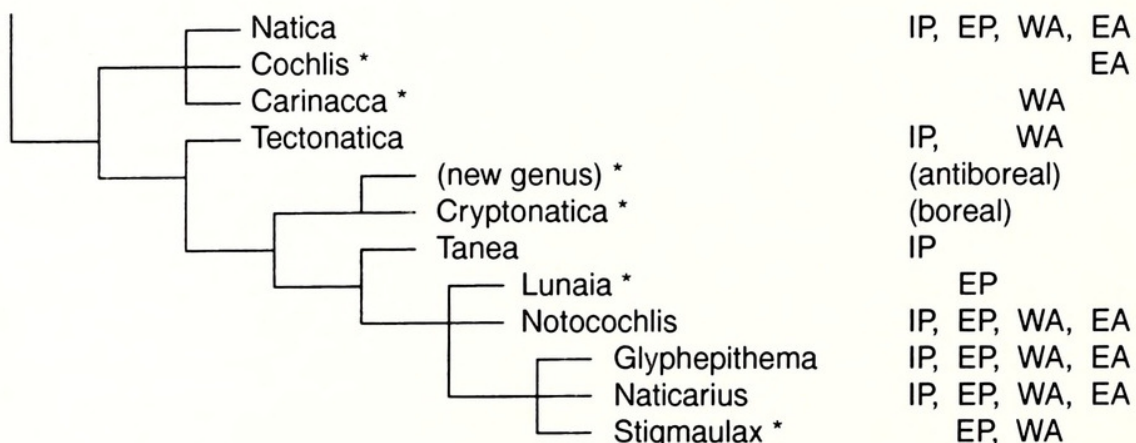 Natica IP, EP, WA, EA
Cochlis * EA
Carinacca * WA
Tectonatica IP, WA
(new genus) * (antiboreal)
Cryptonatica * (boreal)
Tanea IP
Lunaia * EP
Notocochlis IP, EP, WA, EA
Glyphepithema IP, EP, WA, EA
Naticarius IP, EP, WA, EA
Stigmaulax * EP, WA